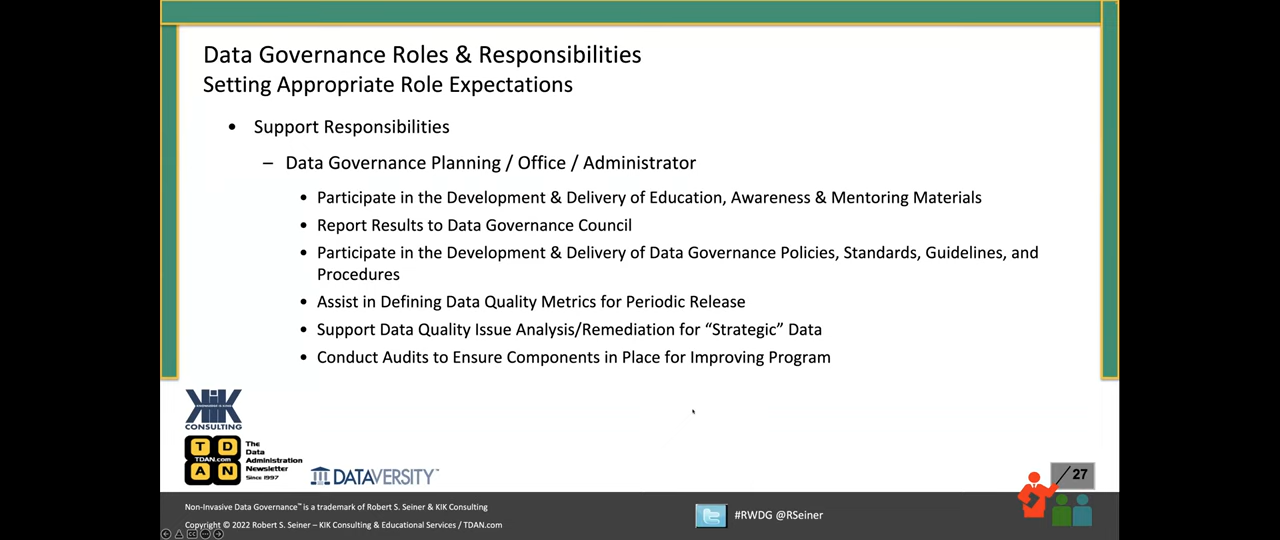 Data Governance Roles & Responsibilities
Setting Appropriate Role Expectations
• Support Responsibilities
– Data Governance Planning / Office / Administrator
• Participate in the Development & Delivery of Education, Awareness & Mentoring Materials
• Report Results to Data Governance Council
• Participate in the Development & Delivery of Data Governance Policies, Standards, Guidelines, and
Procedures
• Assist in Defining Data Quality Metrics for Periodic Release
• Support Data Quality Issue Analysis/Remediation for “Strategic” Data
• Conduct Audits to Ensure Components in Place for Improving Program
KIK
CONSULTING
T D
TDAN.com
A N
The
Data
Administration
Newsletter
Since 1997
DATAVERSITY™
27
Non-Invasive Data Governance™ is a trademark of Robert S. Seiner & KIK Consulting
Copyright © 2022 Robert S. Seiner – KIK Consulting & Educational Services / TDAN.com
#RWDG @RSeiner